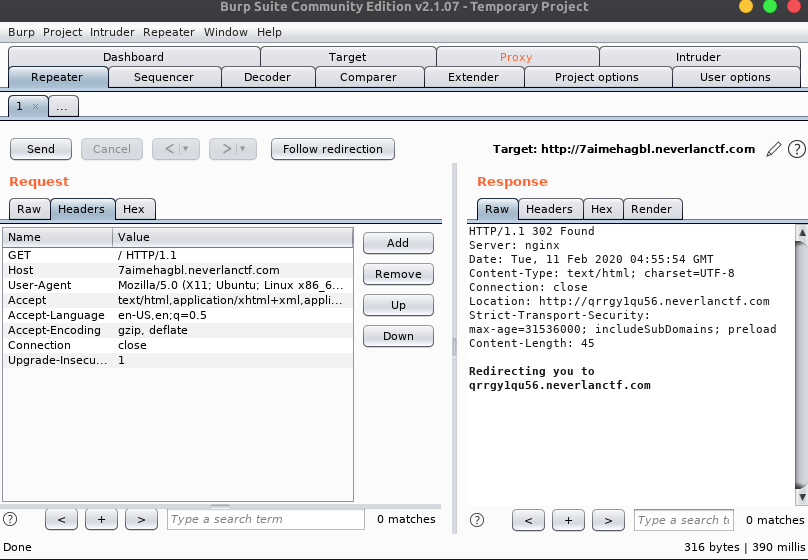 Burp Suite Community Edition v2.1.07 - Temporary Project
Burp Project Intruder Repeater Window Help
Dashboard Target Proxy Intruder
Repeater Sequencer Decoder Comparer Extender Project options User options
1 × ...
Send Cancel < | ▾ > | ▾ Follow redirection Target: http://7aimehagbl.neverlanctf.com ?
Request
Raw Headers Hex
Name Value
GET / HTTP/1.1
Host 7aimehagbl.neverlanctf.com
User-Agent Mozilla/5.0 (X11; Ubuntu; Linux x86_6...
Accept text/html,application/xhtml+xml,appli...
Accept-Language en-US,en;q=0.5
Accept-Encoding gzip, deflate
Connection close
Upgrade-Insecu... 1
Add
Remove
Up
Down
? < + > Type a search term 0 matches
Response
Raw Headers Hex Render
HTTP/1.1 302 Found
Server: nginx
Date: Tue, 11 Feb 2020 04:55:54 GMT
Content-Type: text/html; charset=UTF-8
Connection: close
Location: http://qrrgy1qu56.neverlanctf.com
Strict-Transport-Security:
max-age=31536000; includeSubDomains; preload
Content-Length: 45
Redirecting you to
qrrgy1qu56.neverlanctf.com
? < + > Type a search t 0 matches
Done 316 bytes | 390 millis